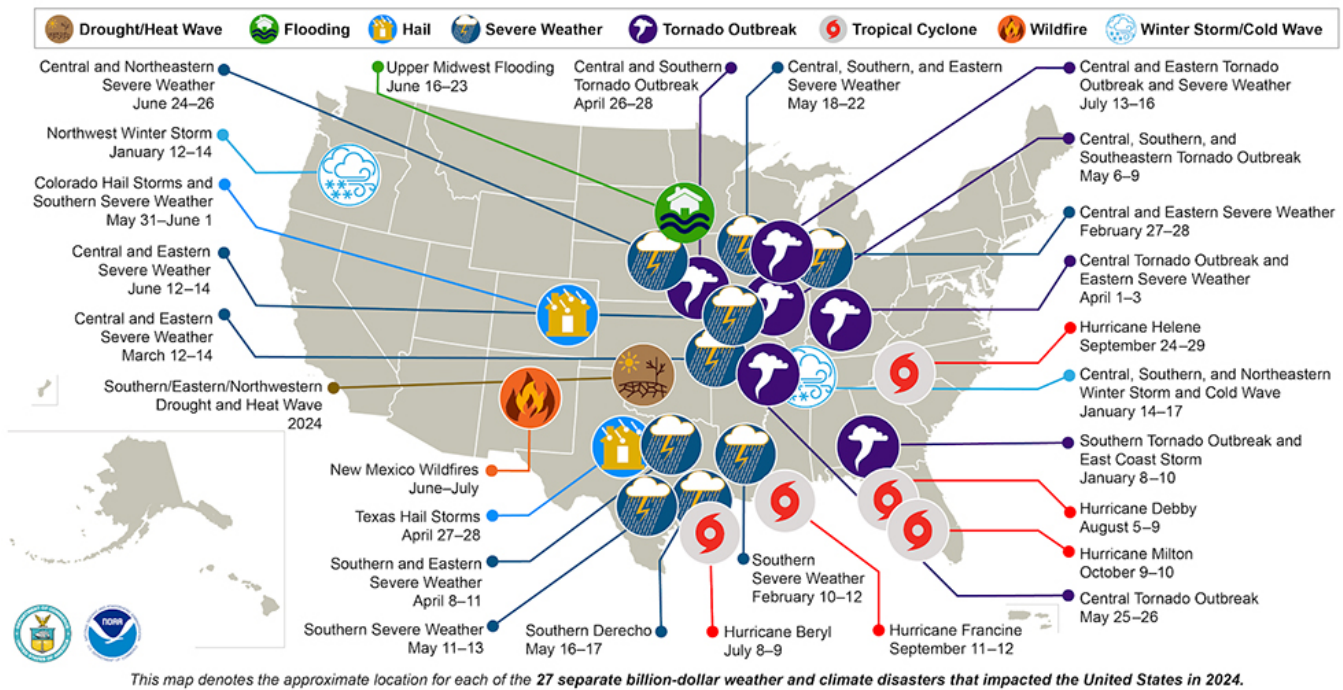 Drought/Heat Wave
Flooding
Hail
Severe Weather
Tornado Outbreak
Tropical Cyclone
Wildfire
Winter Storm/Cold Wave
Central and Northeastern
Severe Weather
June 24–26
Upper Midwest Flooding
June 16–23
Central and Southern
Tornado Outbreak
April 26–28
Central, Southern, and Eastern
Severe Weather
May 18–22
Central and Eastern Tornado
Outbreak and Severe Weather
July 13–16
Northwest Winter Storm
January 12–14
Colorado Hail Storms and
Southern Severe Weather
May 31–June 1
Central and Eastern
Severe Weather
June 12–14
Central and Eastern
Severe Weather
March 12–14
Southern/Eastern/Northwestern
Drought and Heat Wave
2024
New Mexico Wildfires
June–July
Texas Hail Storms
April 27–28
Southern and Eastern
Severe Weather
April 8–11
Southern Severe Weather
May 11–13
Southern Derecho
May 16–17
Hurricane Beryl
July 8–9
Southern
Severe Weather
February 10–12
Hurricane Francine
September 11–12
Central, Southern, and
Southeastern Tornado Outbreak
May 6–9
Central and Eastern Severe Weather
February 27–28
Central Tornado Outbreak and
Eastern Severe Weather
April 1–3
Hurricane Helene
September 24–29
Central, Southern, and Northeastern
Winter Storm and Cold Wave
January 14–17
Southern Tornado Outbreak and
East Coast Storm
January 8–10
Hurricane Debby
August 5–9
Hurricane Milton
October 9–10
Central Tornado Outbreak
May 25–26
NOAA
This map denotes the approximate location for each of the 27 separate billion-dollar weather and climate disasters that impacted the United States in 2024.